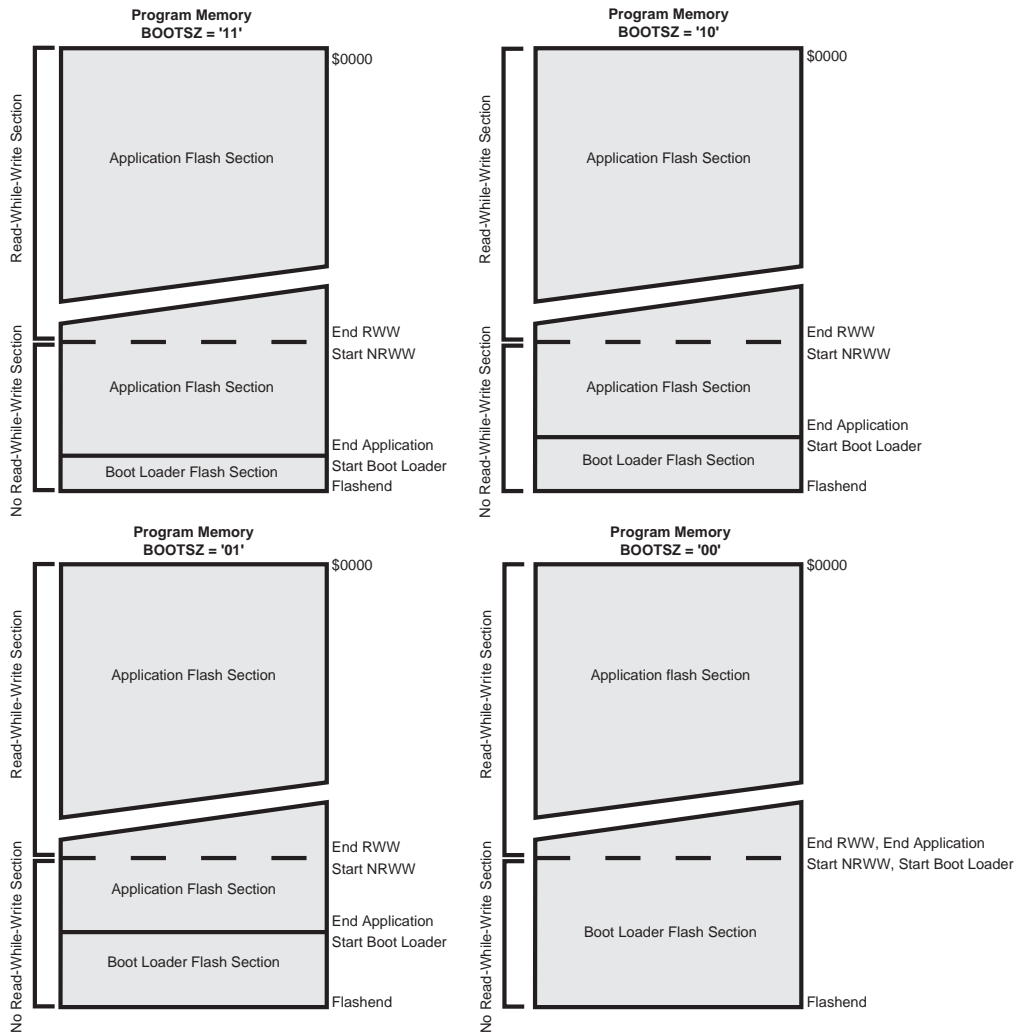 Program Memory
BOOTSZ = '11'
$0000
Read-While-Write Section
Application Flash Section
End RWW
Start NRWW
No Read-While-Write Section
Application Flash Section
End Application
Start Boot Loader
Boot Loader Flash Section
Flashend
Program Memory
BOOTSZ = '10'
$0000
Read-While-Write Section
Application Flash Section
End RWW
Start NRWW
No Read-While-Write Section
Application Flash Section
End Application
Start Boot Loader
Boot Loader Flash Section
Flashend
Program Memory
BOOTSZ = '01'
$0000
Read-While-Write Section
Application Flash Section
End RWW
Start NRWW
No Read-While-Write Section
Application Flash Section
End Application
Start Boot Loader
Boot Loader Flash Section
Flashend
Program Memory
BOOTSZ = '00'
$0000
Read-While-Write Section
Application flash Section
End RWW, End Application
Start NRWW, Start Boot Loader
No Read-While-Write Section
Boot Loader Flash Section
Flashend